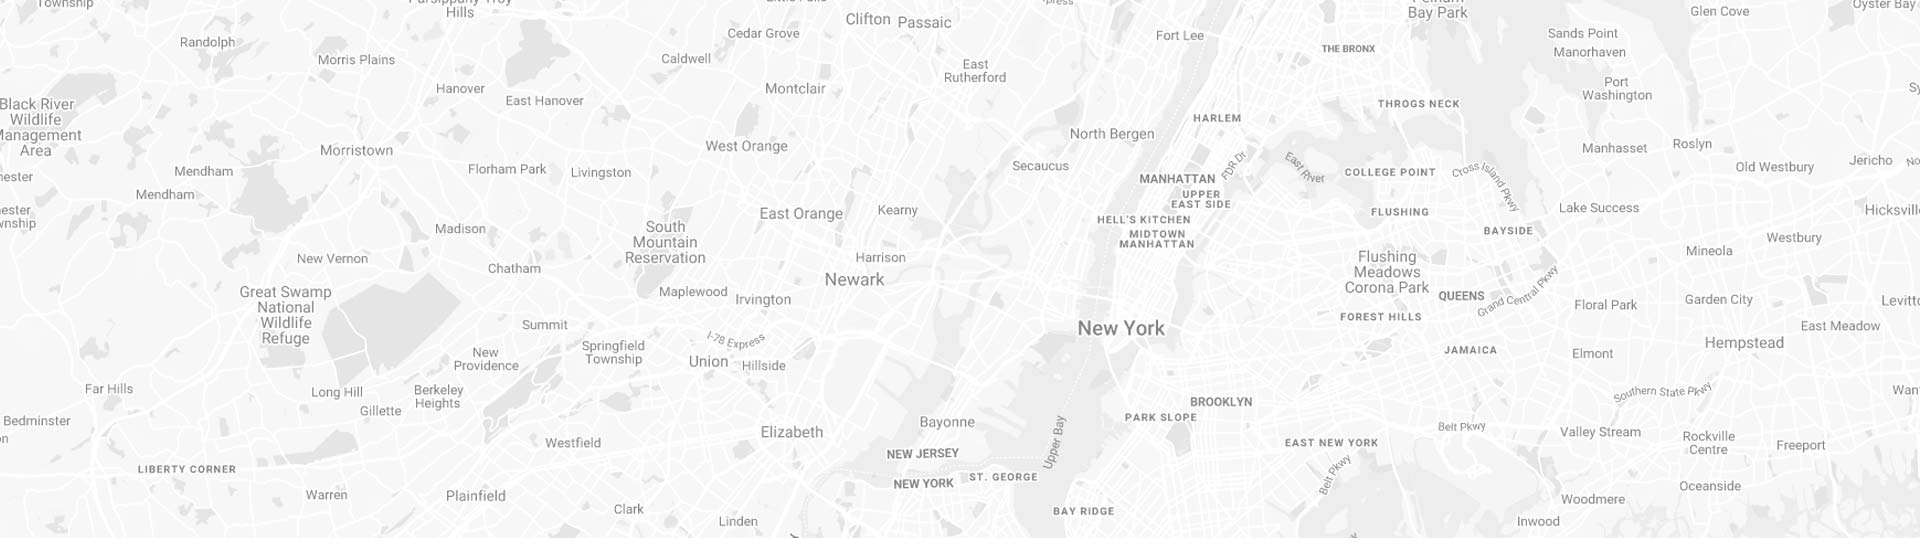 Township
Parsippany-Troy
Hills
Clifton
Passaic
Pelham
Bay Park
Glen Cove
Oyster Bay
Randolph
Morris Plains
Cedar Grove
Caldwell
East
Rutherford
Fort Lee
THE BRONX
Sands Point
Manorhaven
Hanover
East Hanover
Montclair
Port
Washington
Black River
Wildlife
Management
Area
THROGS NECK
HARLEM
North Bergen
Morristown
West Orange
Manhasset
Roslyn
Old Westbury
Jericho
Mendham
Florham Park
Livingston
Secaucus
MANHATTAN
FDR Dr
East River
COLLEGE POINT
Cross Island Pkwy
Mendham
UPPER
EAST SIDE
East Orange
Kearny
HELL'S KITCHEN
FLUSHING
Lake Success
Hicksvill
Madison
South
Mountain
Reservation
MIDTOWN
MANHATTAN
BAYSIDE
Westbury
Mineola
New Vernon
Chatham
Harrison
Newark
Flushing
Meadows
Corona Park
Great Swamp
National
Wildlife
Refuge
Maplewood
Irvington
QUEENS
Grand Central Pkwy
Floral Park
Garden City
Levitt
Summit
I-78 Express
New York
FOREST HILLS
East Meadow
Springfield
Township
New
Providence
Union
Hillside
JAMAICA
Elmont
Hempstead
Far Hills
Long Hill
Berkeley
Heights
Gillette
Southern State Pkwy
Want
Bedminster
Bayonne
BROOKLYN
PARK SLOPE
Upper Bay
Belt Pkwy
Westfield
Elizabeth
EAST NEW YORK
Valley Stream
Rockville
Centre
Freeport
LIBERTY CORNER
NEW JERSEY
NEW YORK
ST. GEORGE
Belt Pkwy
Warren
Plainfield
Clark
Linden
BAY RIDGE
Woodmere
Oceanside
Inwood